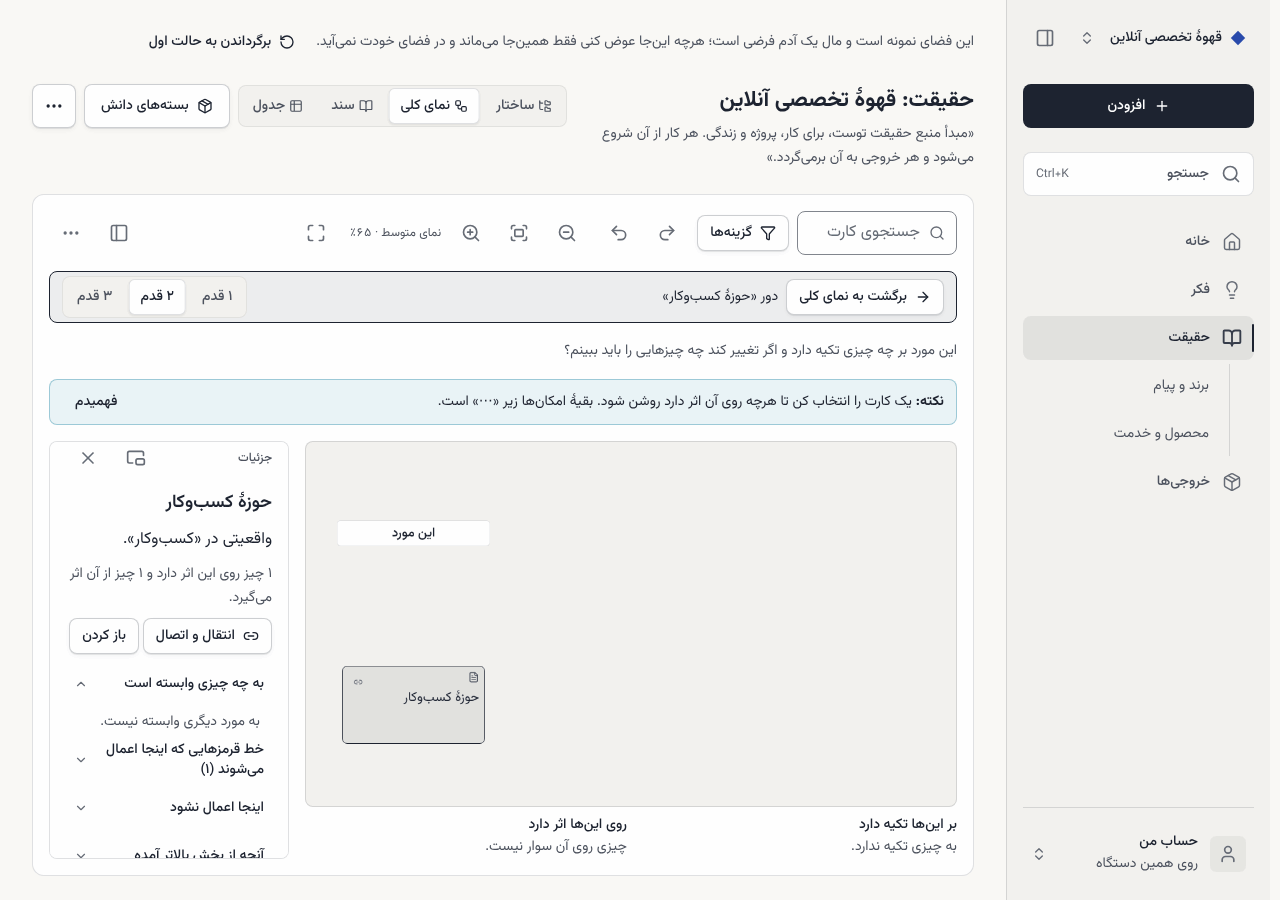 قهوهٔ تخصصی آنلاین
افزودن
جستجو
Ctrl+K
خانه
فکر
حقیقت
برند و پیام
محصول و خدمت
خروجی‌ها
حساب من
روی همین دستگاه
این فضای نمونه است و مال یک آدم فرضی است؛ هرچه این‌جا عوض کنی فقط همین‌جا می‌ماند و در فضای خودت نمی‌آید.
برگرداندن به حالت اول
حقیقت: قهوهٔ تخصصی آنلاین
«مبدأ منبع حقیقت توست، برای کار، پروژه و زندگی. هر کار از آن شروع
می‌شود و هر خروجی به آن برمی‌گردد.»
ساختار
نمای کلی
سند
جدول
بسته‌های دانش
جستجوی کارت
گزینه‌ها
نمای متوسط · ۶۵٪
برگشت به نمای کلی
دور «حوزهٔ کسب‌وکار»
۱ قدم
۲ قدم
۳ قدم
این مورد بر چه چیزی تکیه دارد و اگر تغییر کند چه چیزهایی را باید ببینم؟
نکته: یک کارت را انتخاب کن تا هرچه روی آن اثر دارد روشن شود. بقیهٔ امکان‌ها زیر «···» است.
فهمیدم
این مورد
حوزهٔ کسب‌وکار
بر این‌ها تکیه دارد
به چیزی تکیه ندارد.
روی این‌ها اثر دارد
چیزی روی آن سوار نیست.
جزئیات
حوزهٔ کسب‌وکار
واقعیتی در «کسب‌وکار».
۱ چیز روی این اثر دارد و ۱ چیز از آن اثر
می‌گیرد.
انتقال و اتصال
باز کردن
به چه چیزی وابسته است
به مورد دیگری وابسته نیست.
خط قرمزهایی که اینجا اعمال
می‌شوند (۱)
اینجا اعمال نشود
آنچه از بخش بالاتر آمده